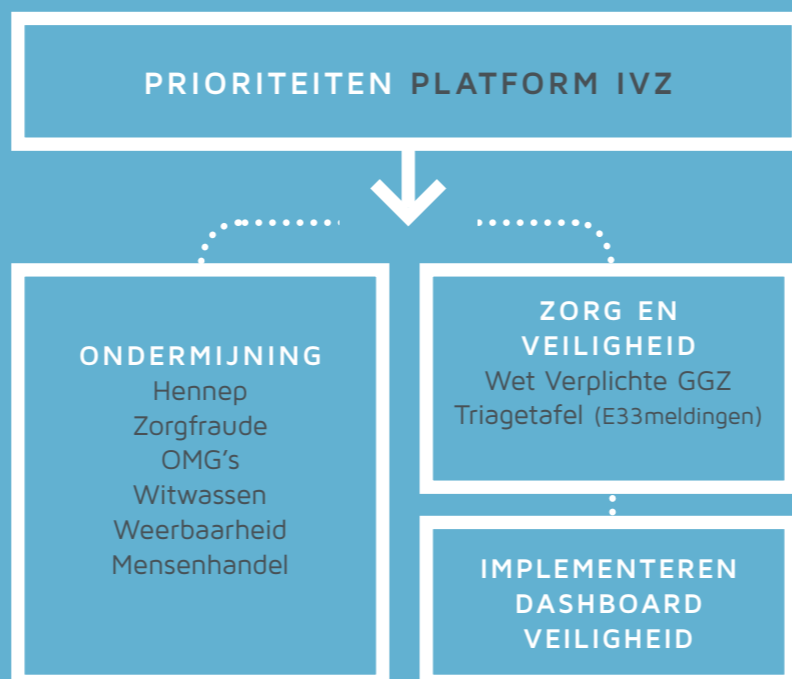 PRIORITEITEN PLATFORM IVZ
ONDERMIJNING
Hennep
Zorgfraude
OMG's
Witwassen
Weerbaarheid
Mensenhandel
ZORG EN
VEILIGHEID
Wet Verplichte GGZ
Triagetafel (E33meldingen)
IMPLEMENTEREN
DASHBOARD
VEILIGHEID